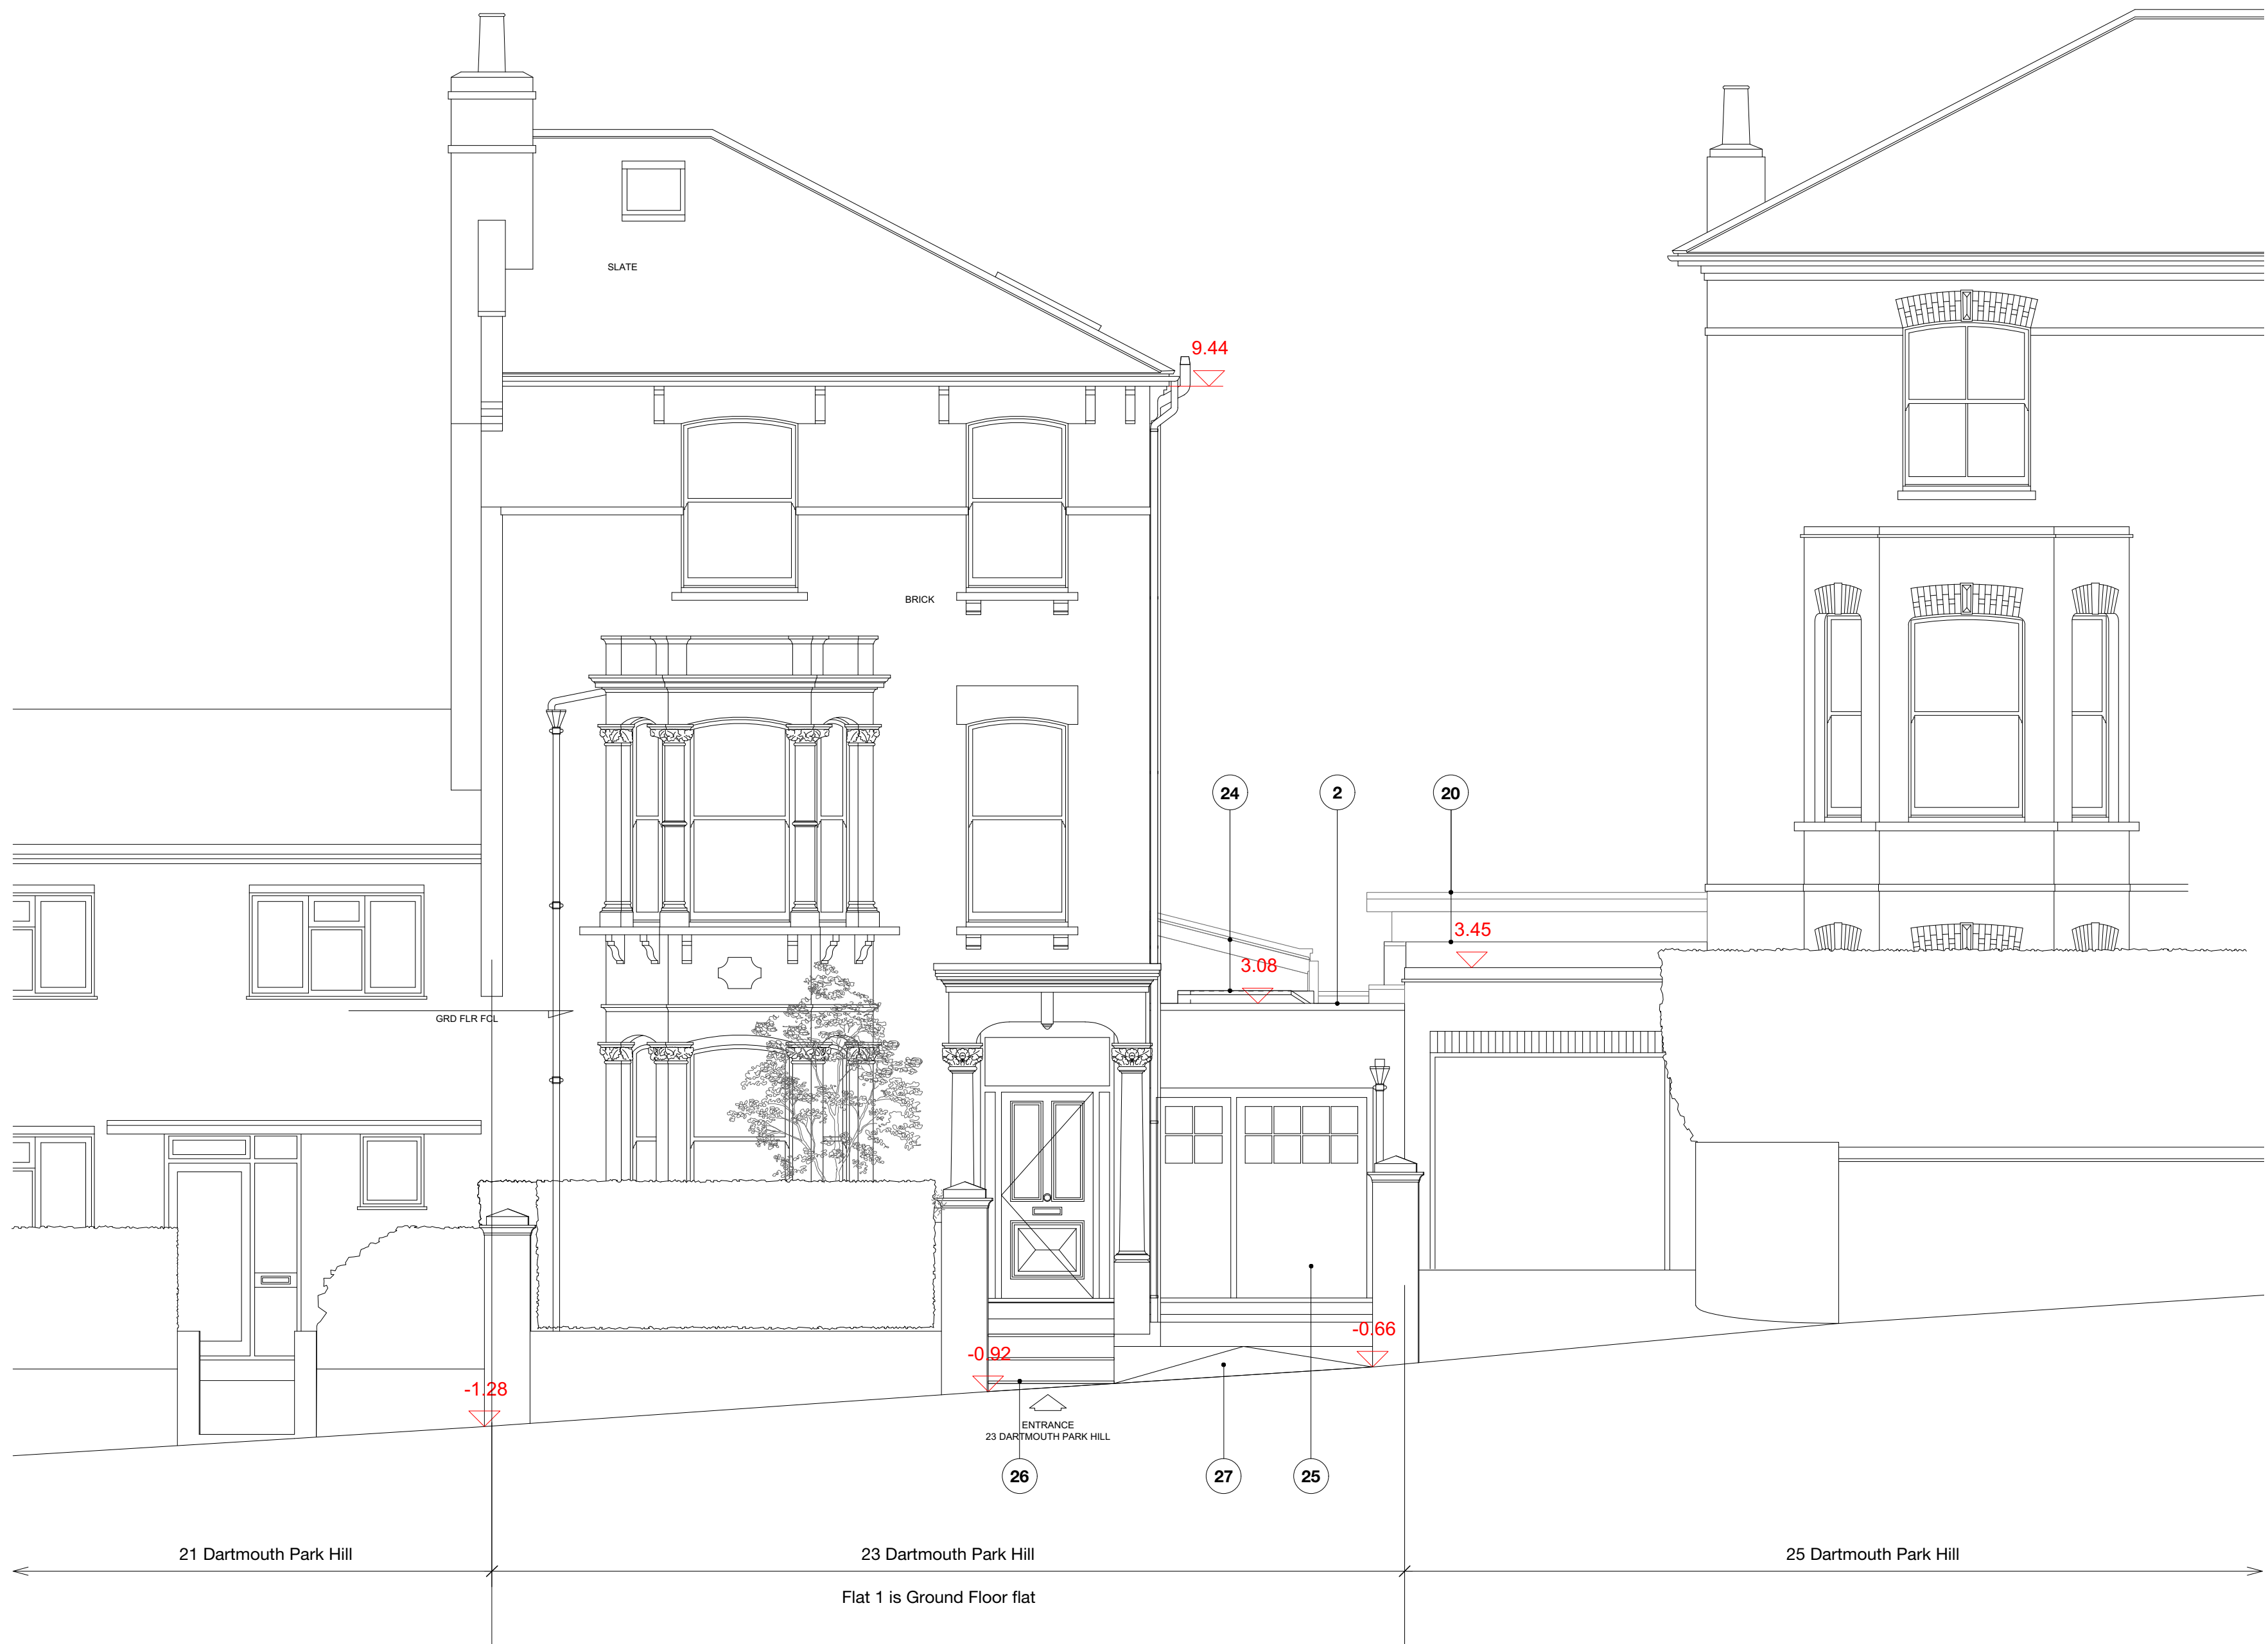 SLATE
9.44
BRICK
24
2
20
3.45
3.08
GRD FLR FCL
-0.66
-0.92
-1.28
ENTRANCE
23 DARTMOUTH PARK HILL
26
27
25
21 Dartmouth Park Hill
23 Dartmouth Park Hill
25 Dartmouth Park Hill
Flat 1 is Ground Floor flat